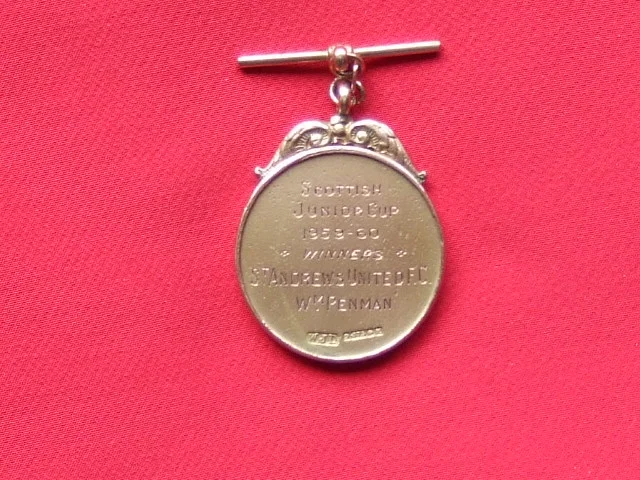 SCOTTISH
JUNIOR CUP
1959-60
WINNERS
ST ANDREWS UNITED F.C.
WM PENMAN